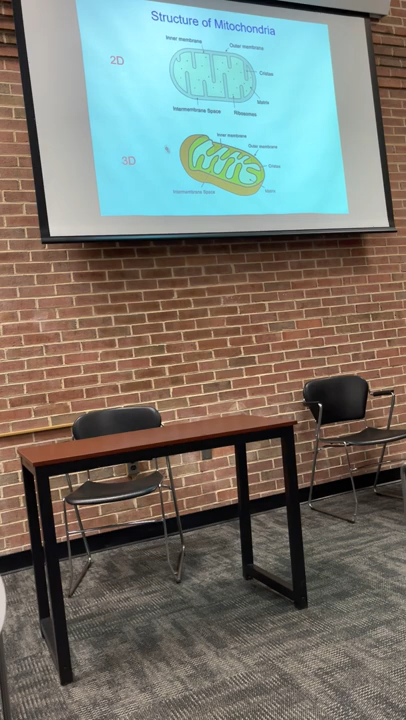 Structure of Mitochondria
2D
Inner membrane
Outer membrane
Cristae
Matrix
Intermembrane Space
Ribosomes
3D
Inner membrane
Outer membrane
Cristae
Intermembrane Space
Matrix